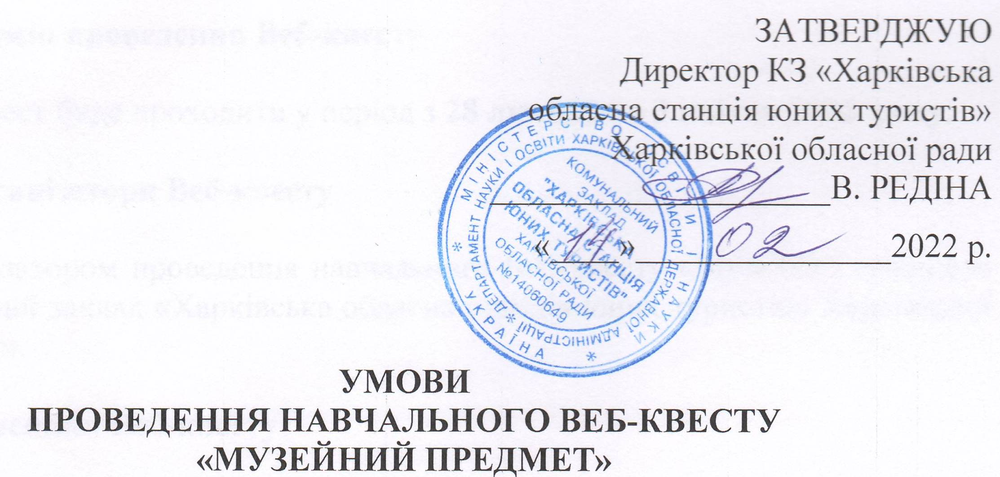 ЗАТВЕРДЖУЮ
Директор КЗ «Харківська
обласна станція юних туристів»
Харківської обласної ради
В. РЕДІНА
« 14 » 02 2022 р.
МІНІСТЕРСТВО ОСВІТИ І НАУКИ
* УКРАЇНА *
* ДЕПАРТАМЕНТ НАУКИ І ОСВІТИ ХАРКІВСЬКОЇ ОБЛАСНОЇ ДЕРЖАВНОЇ АДМІНІСТРАЦІЇ
КОМУНАЛЬНИЙ
ЗАКЛАД
"ХАРКІВСЬКА
ОБЛАСНА СТАНЦІЯ
ЮНИХ ТУРИСТІВ"
ХАРКІВСЬКОЇ
ОБЛАСНОЇ РАДИ
№14060649
УМОВИ
ПРОВЕДЕННЯ НАВЧАЛЬНОГО ВЕБ-КВЕСТУ
«МУЗЕЙНИЙ ПРЕДМЕТ»